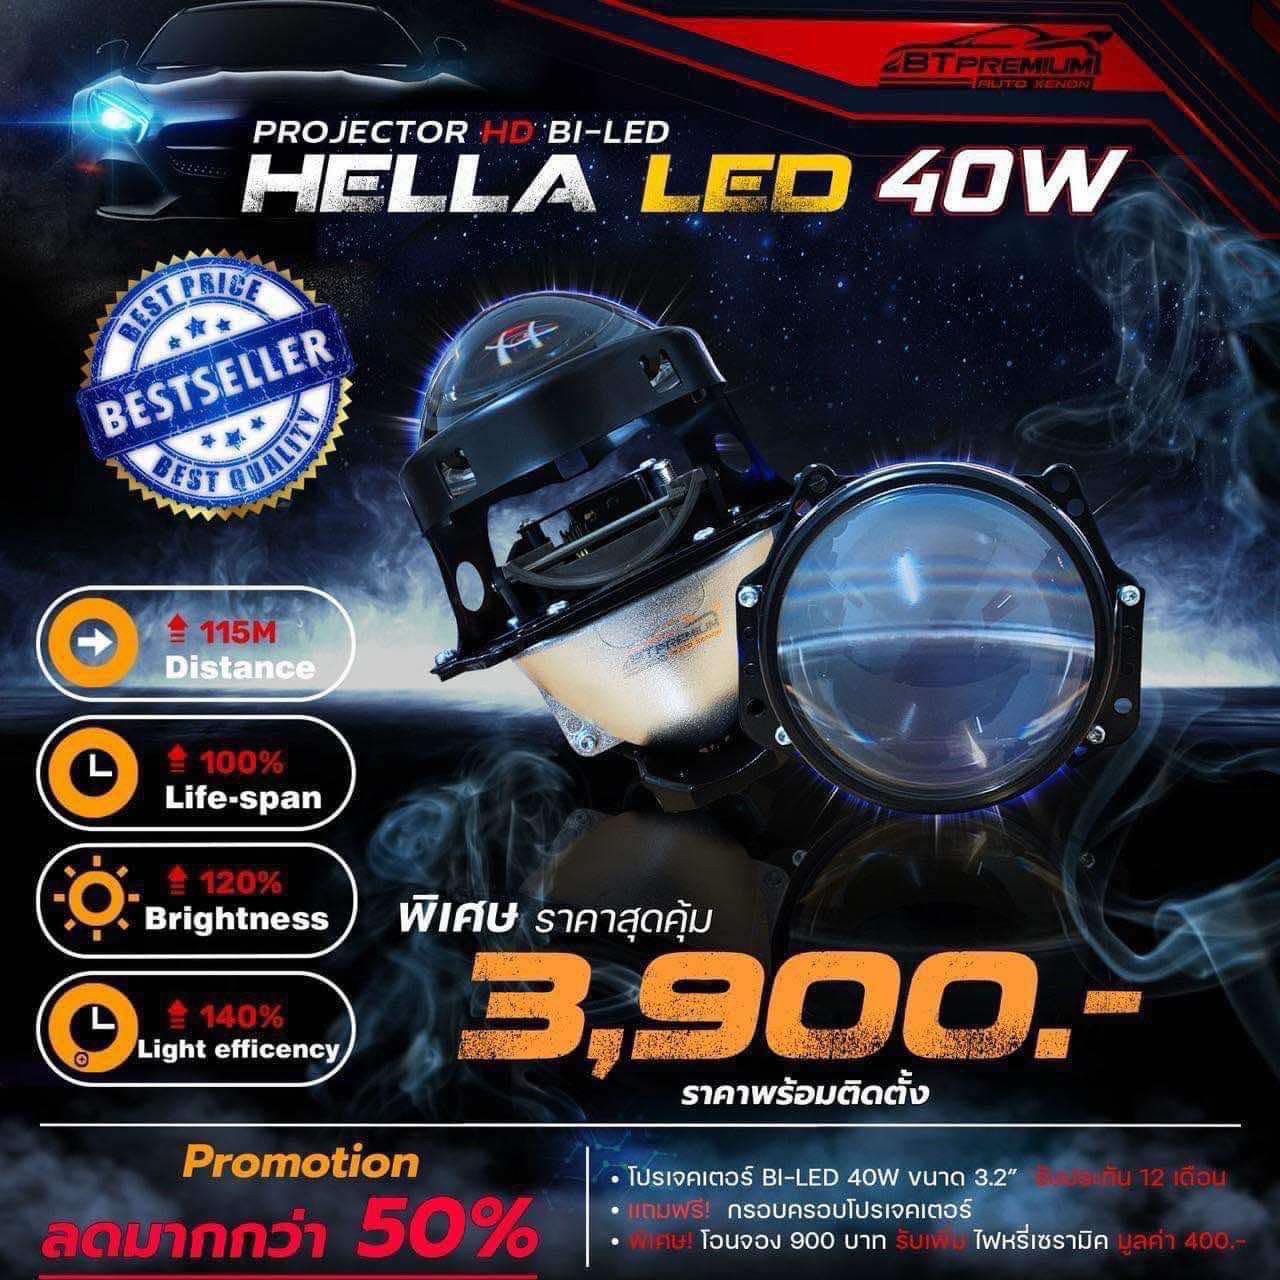 BT PREMIUM
AUTO XENON
PROJECTOR HD BI-LED
HELLA LED 40W
BEST PRICE
BESTSELLER
BEST QUALITY
115M
Distance
100%
Life-span
120%
Brightness
140%
Light efficency
BT PREMIUM
พิเศษ ราคาสุดคุ้ม
3,900.-
ราคาพร้อมติดตั้ง
Promotion
ลดมากกว่า 50%
• โปรเจคเตอร์ BI-LED 40W ขนาด 3.2” รับประกัน 12 เดือน
• แถมฟรี! กรอบครอบโปรเจคเตอร์
• พิเศษ! โอนจอง 900 บาท รับเพิ่ม ไฟหรี่เซรามิค มูลค่า 400.-